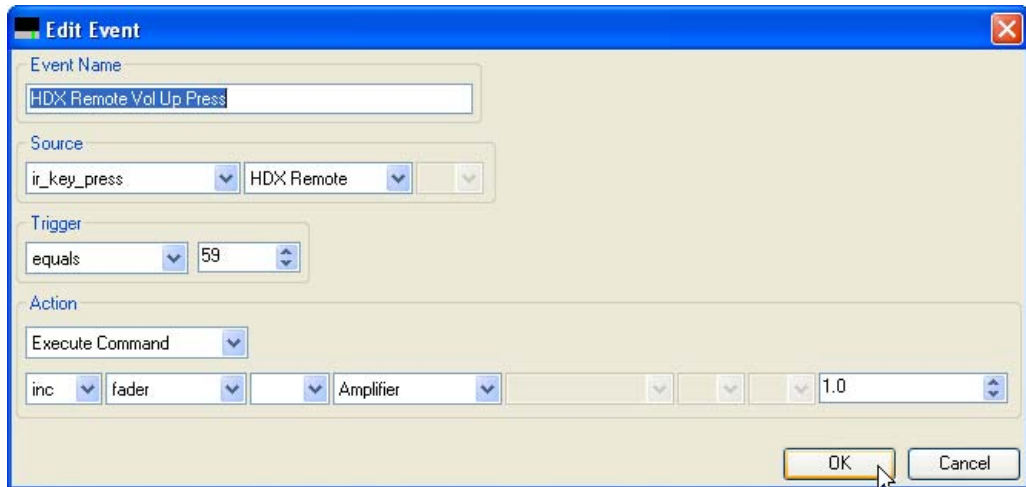 Edit Event
Event Name
HDX Remote Vol Up Press
Source
ir_key_press HDX Remote
Trigger
equals 59
Action
Execute Command
inc fader Amplifier 1.0
OK Cancel